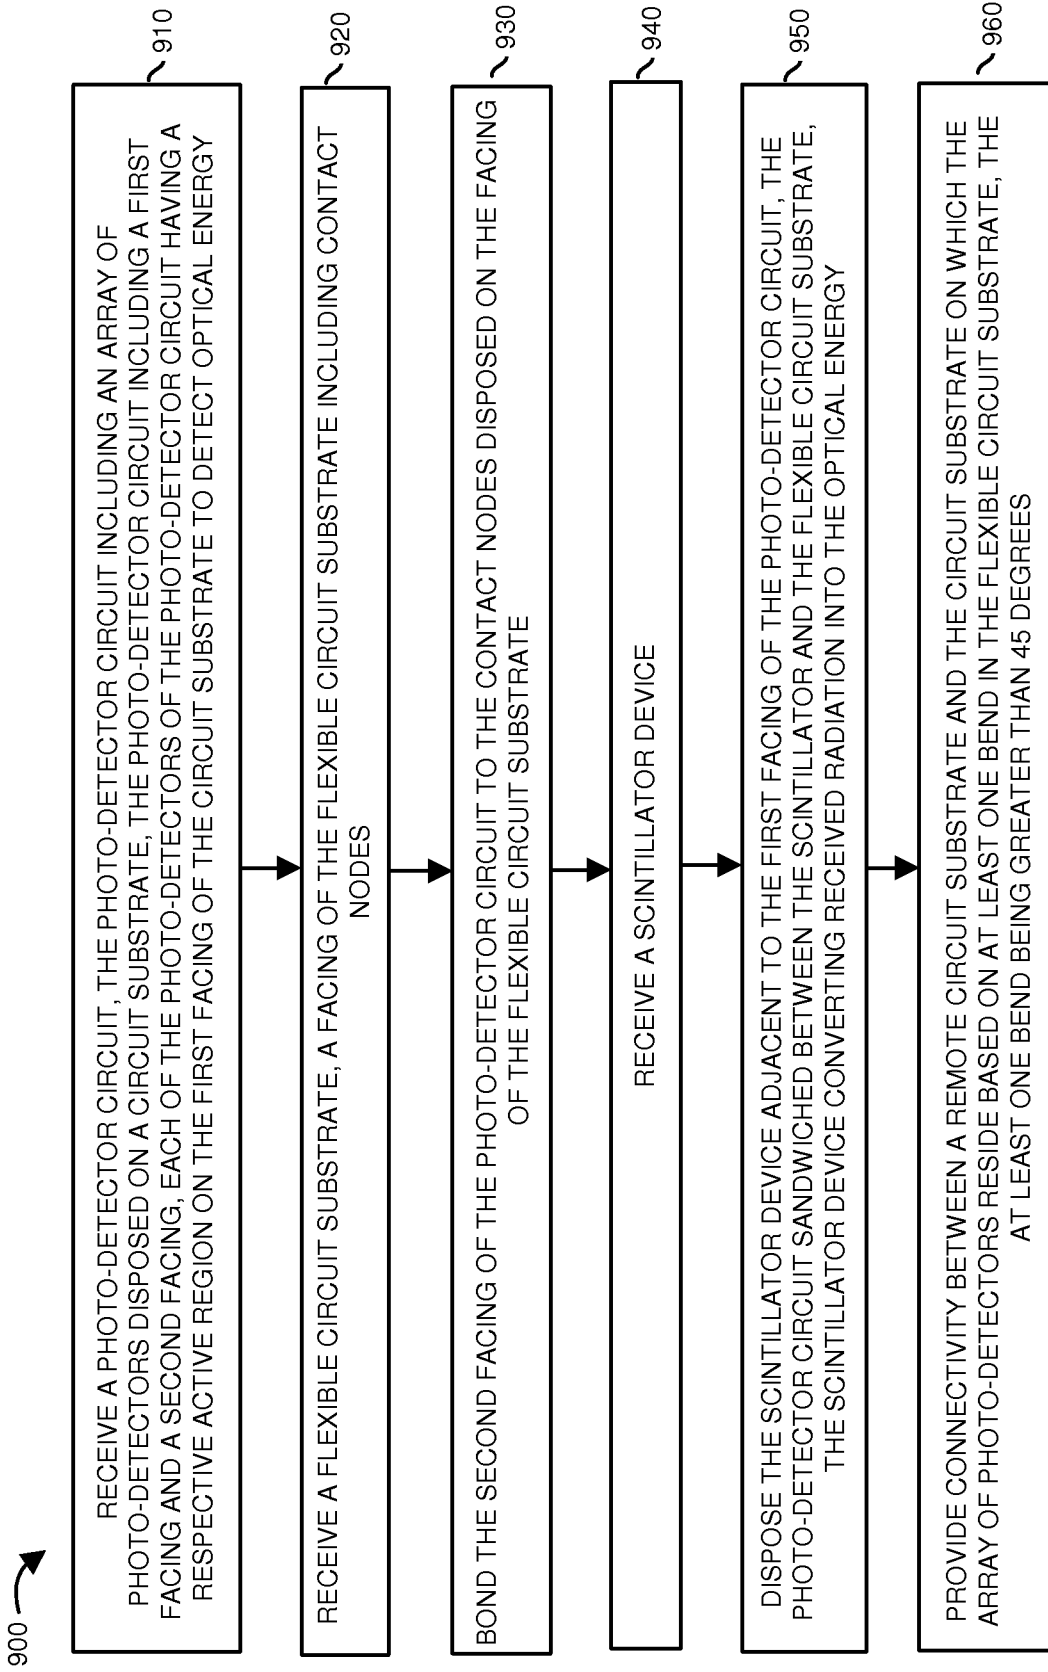 900
RECEIVE A PHOTO-DETECTOR CIRCUIT, THE PHOTO-DETECTOR CIRCUIT INCLUDING AN ARRAY OF
PHOTO-DETECTORS DISPOSED ON A CIRCUIT SUBSTRATE, THE PHOTO-DETECTOR CIRCUIT INCLUDING A FIRST
FACING AND A SECOND FACING, EACH OF THE PHOTO-DETECTORS OF THE PHOTO-DETECTOR CIRCUIT HAVING A
RESPECTIVE ACTIVE REGION ON THE FIRST FACING OF THE CIRCUIT SUBSTRATE TO DETECT OPTICAL ENERGY
910
RECEIVE A FLEXIBLE CIRCUIT SUBSTRATE, A FACING OF THE FLEXIBLE CIRCUIT SUBSTRATE INCLUDING CONTACT
NODES
920
BOND THE SECOND FACING OF THE PHOTO-DETECTOR CIRCUIT TO THE CONTACT NODES DISPOSED ON THE FACING
OF THE FLEXIBLE CIRCUIT SUBSTRATE
930
RECEIVE A SCINTILLATOR DEVICE
940
DISPOSE THE SCINTILLATOR DEVICE ADJACENT TO THE FIRST FACING OF THE PHOTO-DETECTOR CIRCUIT, THE
PHOTO-DETECTOR CIRCUIT SANDWICHED BETWEEN THE SCINTILLATOR AND THE FLEXIBLE CIRCUIT SUBSTRATE,
THE SCINTILLATOR DEVICE CONVERTING RECEIVED RADIATION INTO THE OPTICAL ENERGY
950
PROVIDE CONNECTIVITY BETWEEN A REMOTE CIRCUIT SUBSTRATE AND THE CIRCUIT SUBSTRATE ON WHICH THE
ARRAY OF PHOTO-DETECTORS RESIDE BASED ON AT LEAST ONE BEND IN THE FLEXIBLE CIRCUIT SUBSTRATE, THE
AT LEAST ONE BEND BEING GREATER THAN 45 DEGREES
960